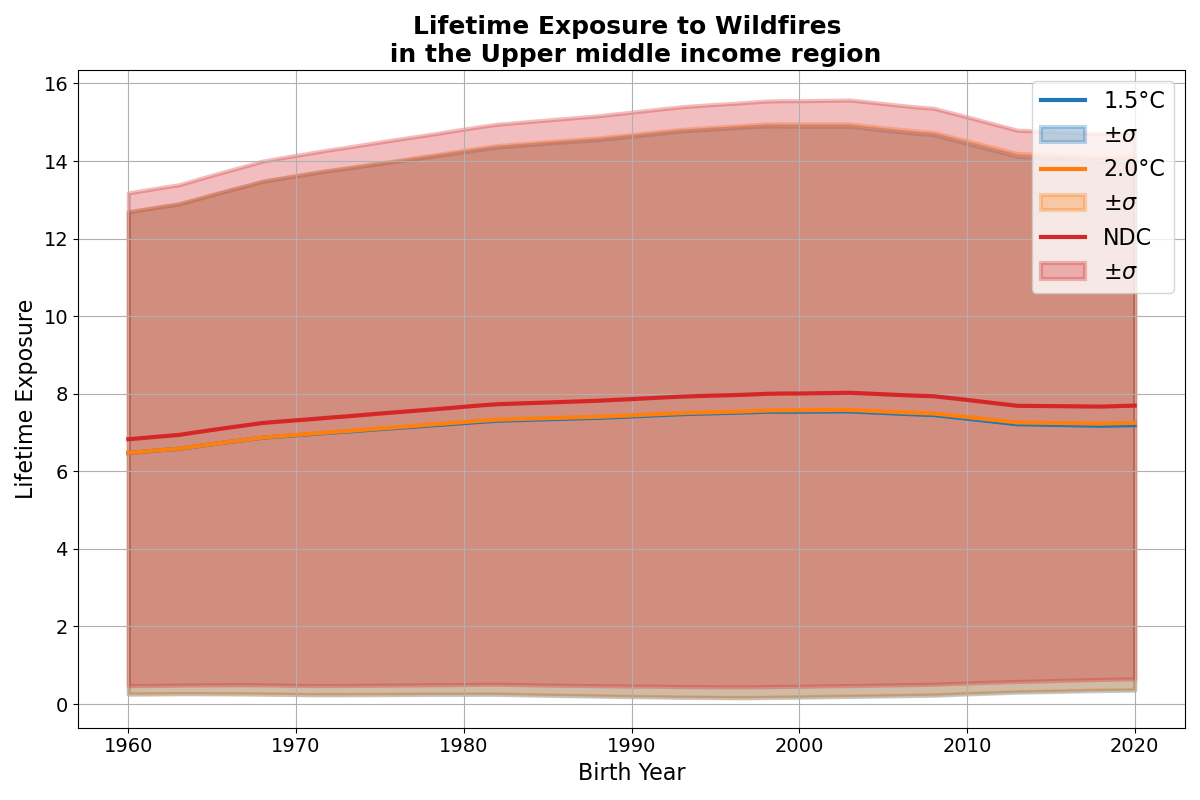 Lifetime Exposure to Wildfires
in the Upper middle income region
Lifetime Exposure
16
14
12
10
8
6
4
2
0
1.5°C
±σ
2.0°C
±σ
NDC
±σ
1960
1970
1980
1990
2000
2010
2020
Birth Year